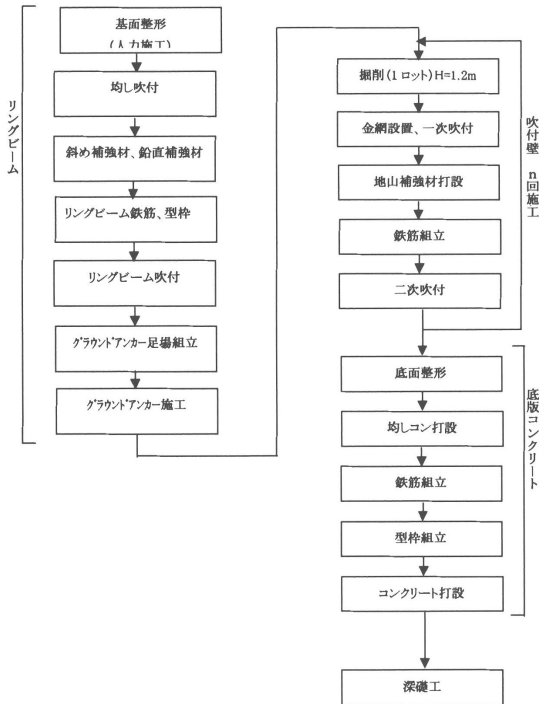 リングビーム
基面整形
(人力施工)
均し吹付
斜め補強材、鉛直補強材
リングビーム鉄筋、型枠
リングビーム吹付
ｸﾞﾗｳﾝﾄﾞｱﾝｶｰ足場組立
ｸﾞﾗｳﾝﾄﾞｱﾝｶｰ施工
掘削(1ロット)H=1.2m
金網設置、一次吹付
地山補強材打設
鉄筋組立
二次吹付
吹付壁 n回施工
底面整形
均しコン打設
鉄筋組立
型枠組立
コンクリート打設
底版コンクリート
深礎工